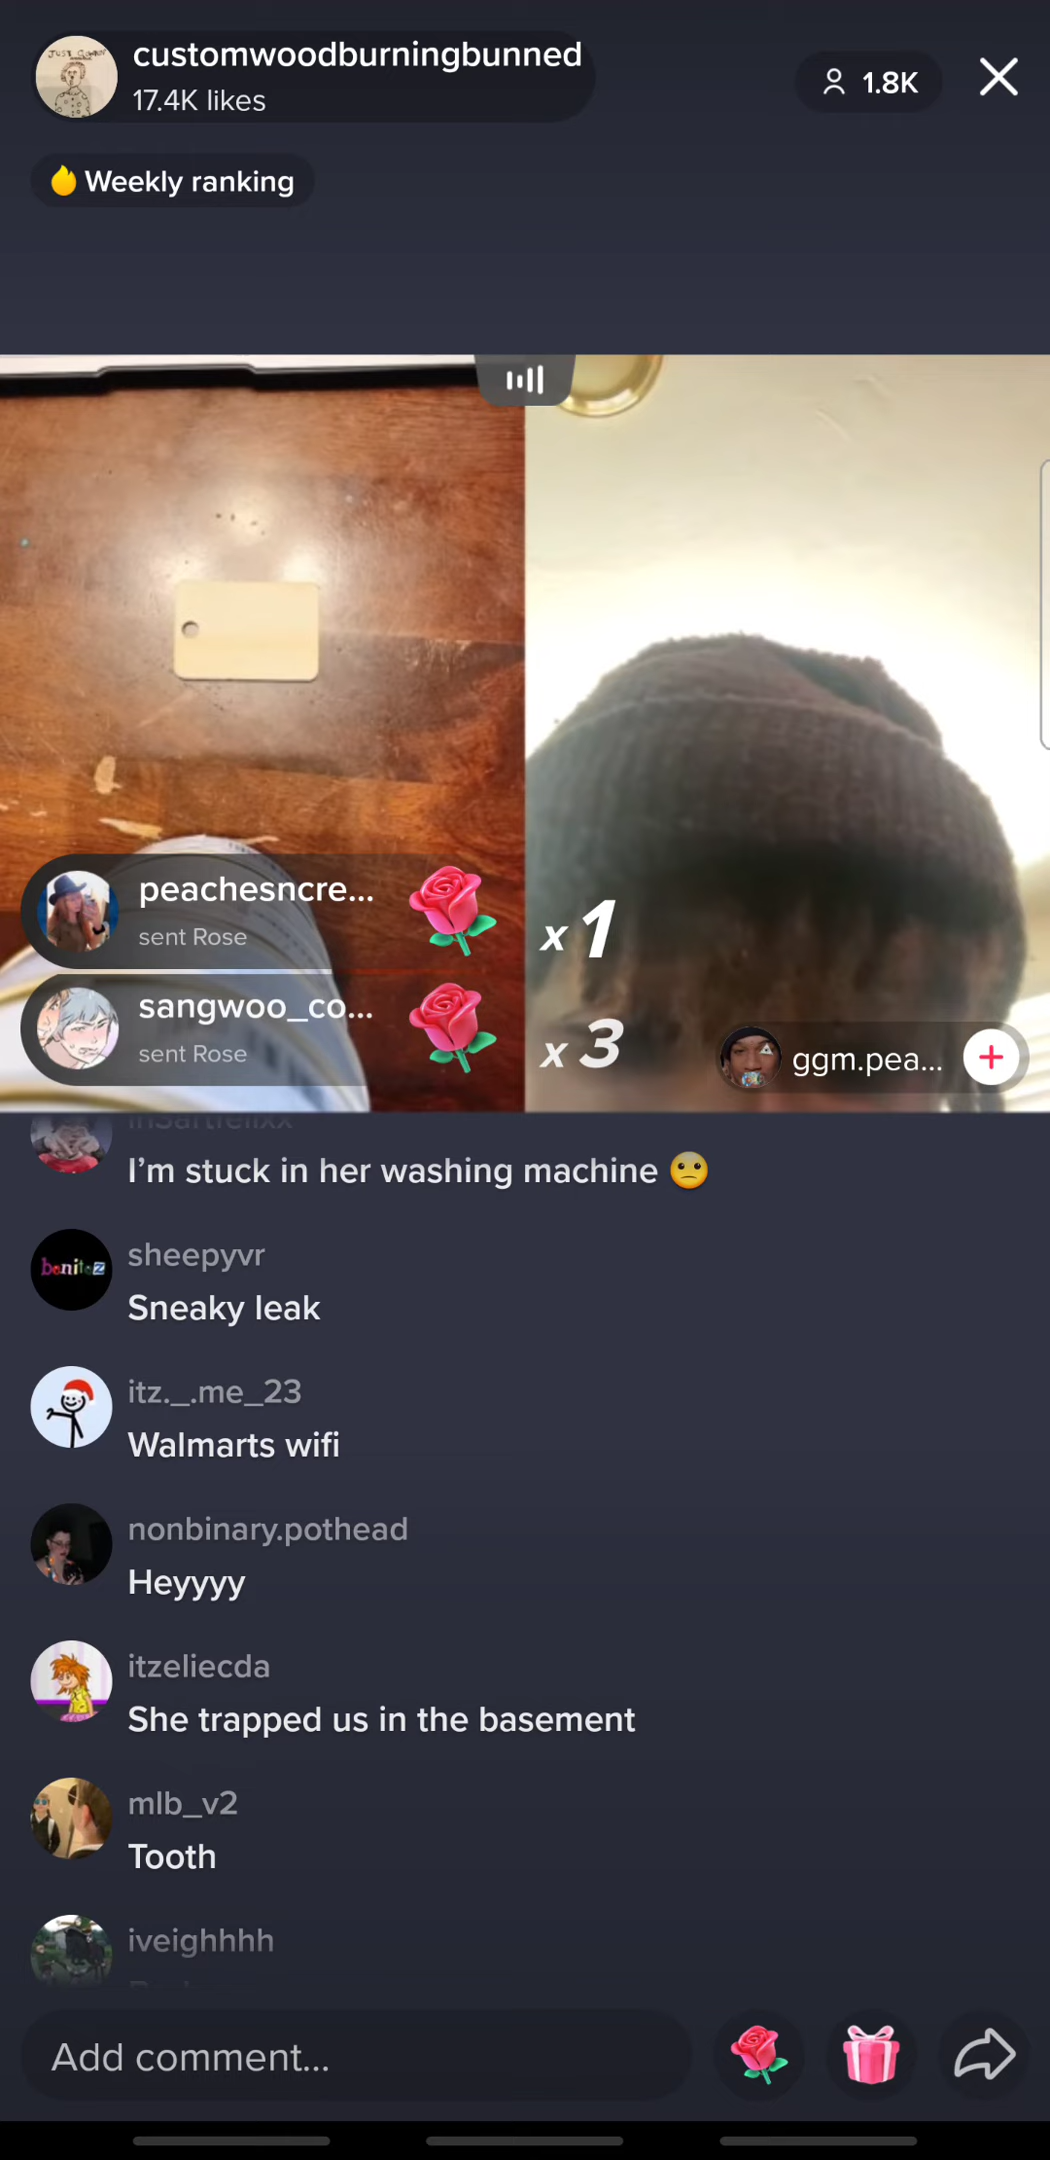 customwoodburningbunned
17.4K likes
1.8K
Weekly ranking
peachesncre...
sent Rose
x 1
sangwoo_co...
sent Rose
x 3
ggm.pea...
I’m stuck in her washing machine 😕
sheepyvr
Sneaky leak
itz._.me_23
Walmarts wifi
nonbinary.pothead
Heyyyy
itzeliecda
She trapped us in the basement
mlb_v2
Tooth
iveighhhh
Add comment...